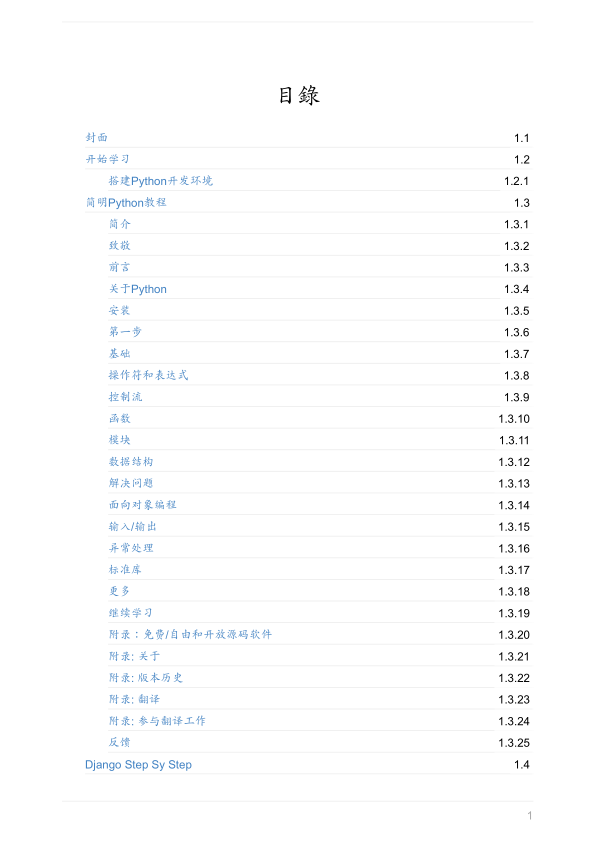 目錄
封面 1.1
开始学习 1.2
搭建Python开发环境 1.2.1
简明Python教程 1.3
简介 1.3.1
致敬 1.3.2
前言 1.3.3
关于Python 1.3.4
安装 1.3.5
第一步 1.3.6
基础 1.3.7
操作符和表达式 1.3.8
控制流 1.3.9
函数 1.3.10
模块 1.3.11
数据结构 1.3.12
解决问题 1.3.13
面向对象编程 1.3.14
输入/输出 1.3.15
异常处理 1.3.16
标准库 1.3.17
更多 1.3.18
继续学习 1.3.19
附录：免费/自由和开放源码软件 1.3.20
附录: 关于 1.3.21
附录: 版本历史 1.3.22
附录: 翻译 1.3.23
附录: 参与翻译工作 1.3.24
反馈 1.3.25
Django Step Sy Step 1.4
1